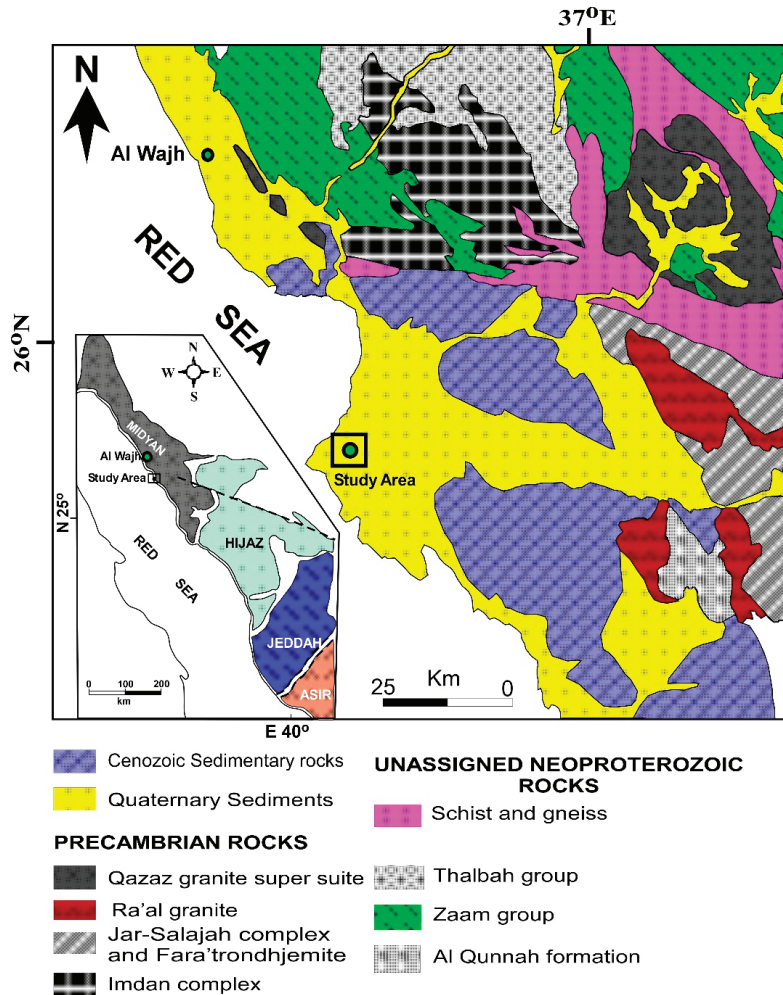 37°E
N
Al Wajh
RED
SEA
26°N
Study Area
N
W
E
S
MIDYAN
Al Wajh
Study Area
N 25°
HIJAZ
RED
SEA
JEDDAH
ASIR
0 100 200
km
E 40°
Km
25 0
Cenozoic Sedimentary rocks
Quaternary Sediments
PRECAMBRIAN ROCKS
Qazaz granite super suite
Ra'al granite
Jar-Salajah complex
and Fara'trondhjemite
Imdan complex
UNASSIGNED NEOPROTEROZOIC
ROCKS
Schist and gneiss
Thalbah group
Zaam group
Al Qunnah formation